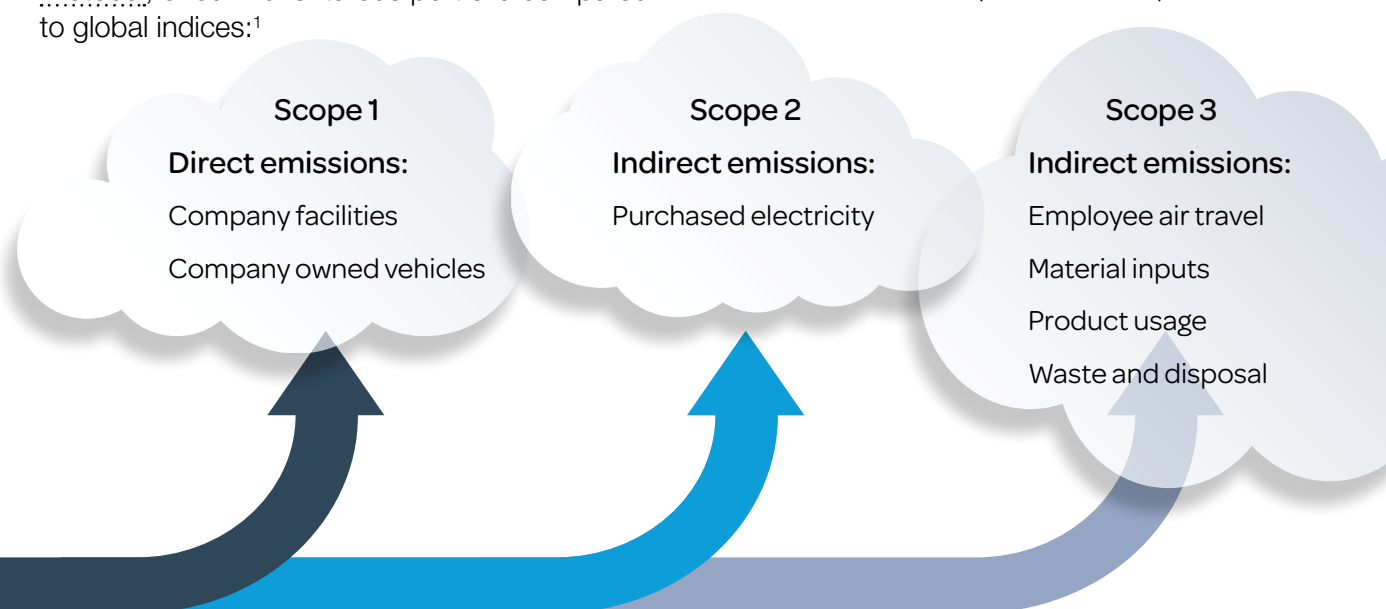 to global indices:1
Scope 1
Direct emissions:
Company facilities
Company owned vehicles
Scope 2
Indirect emissions:
Purchased electricity
Scope 3
Indirect emissions:
Employee air travel
Material inputs
Product usage
Waste and disposal